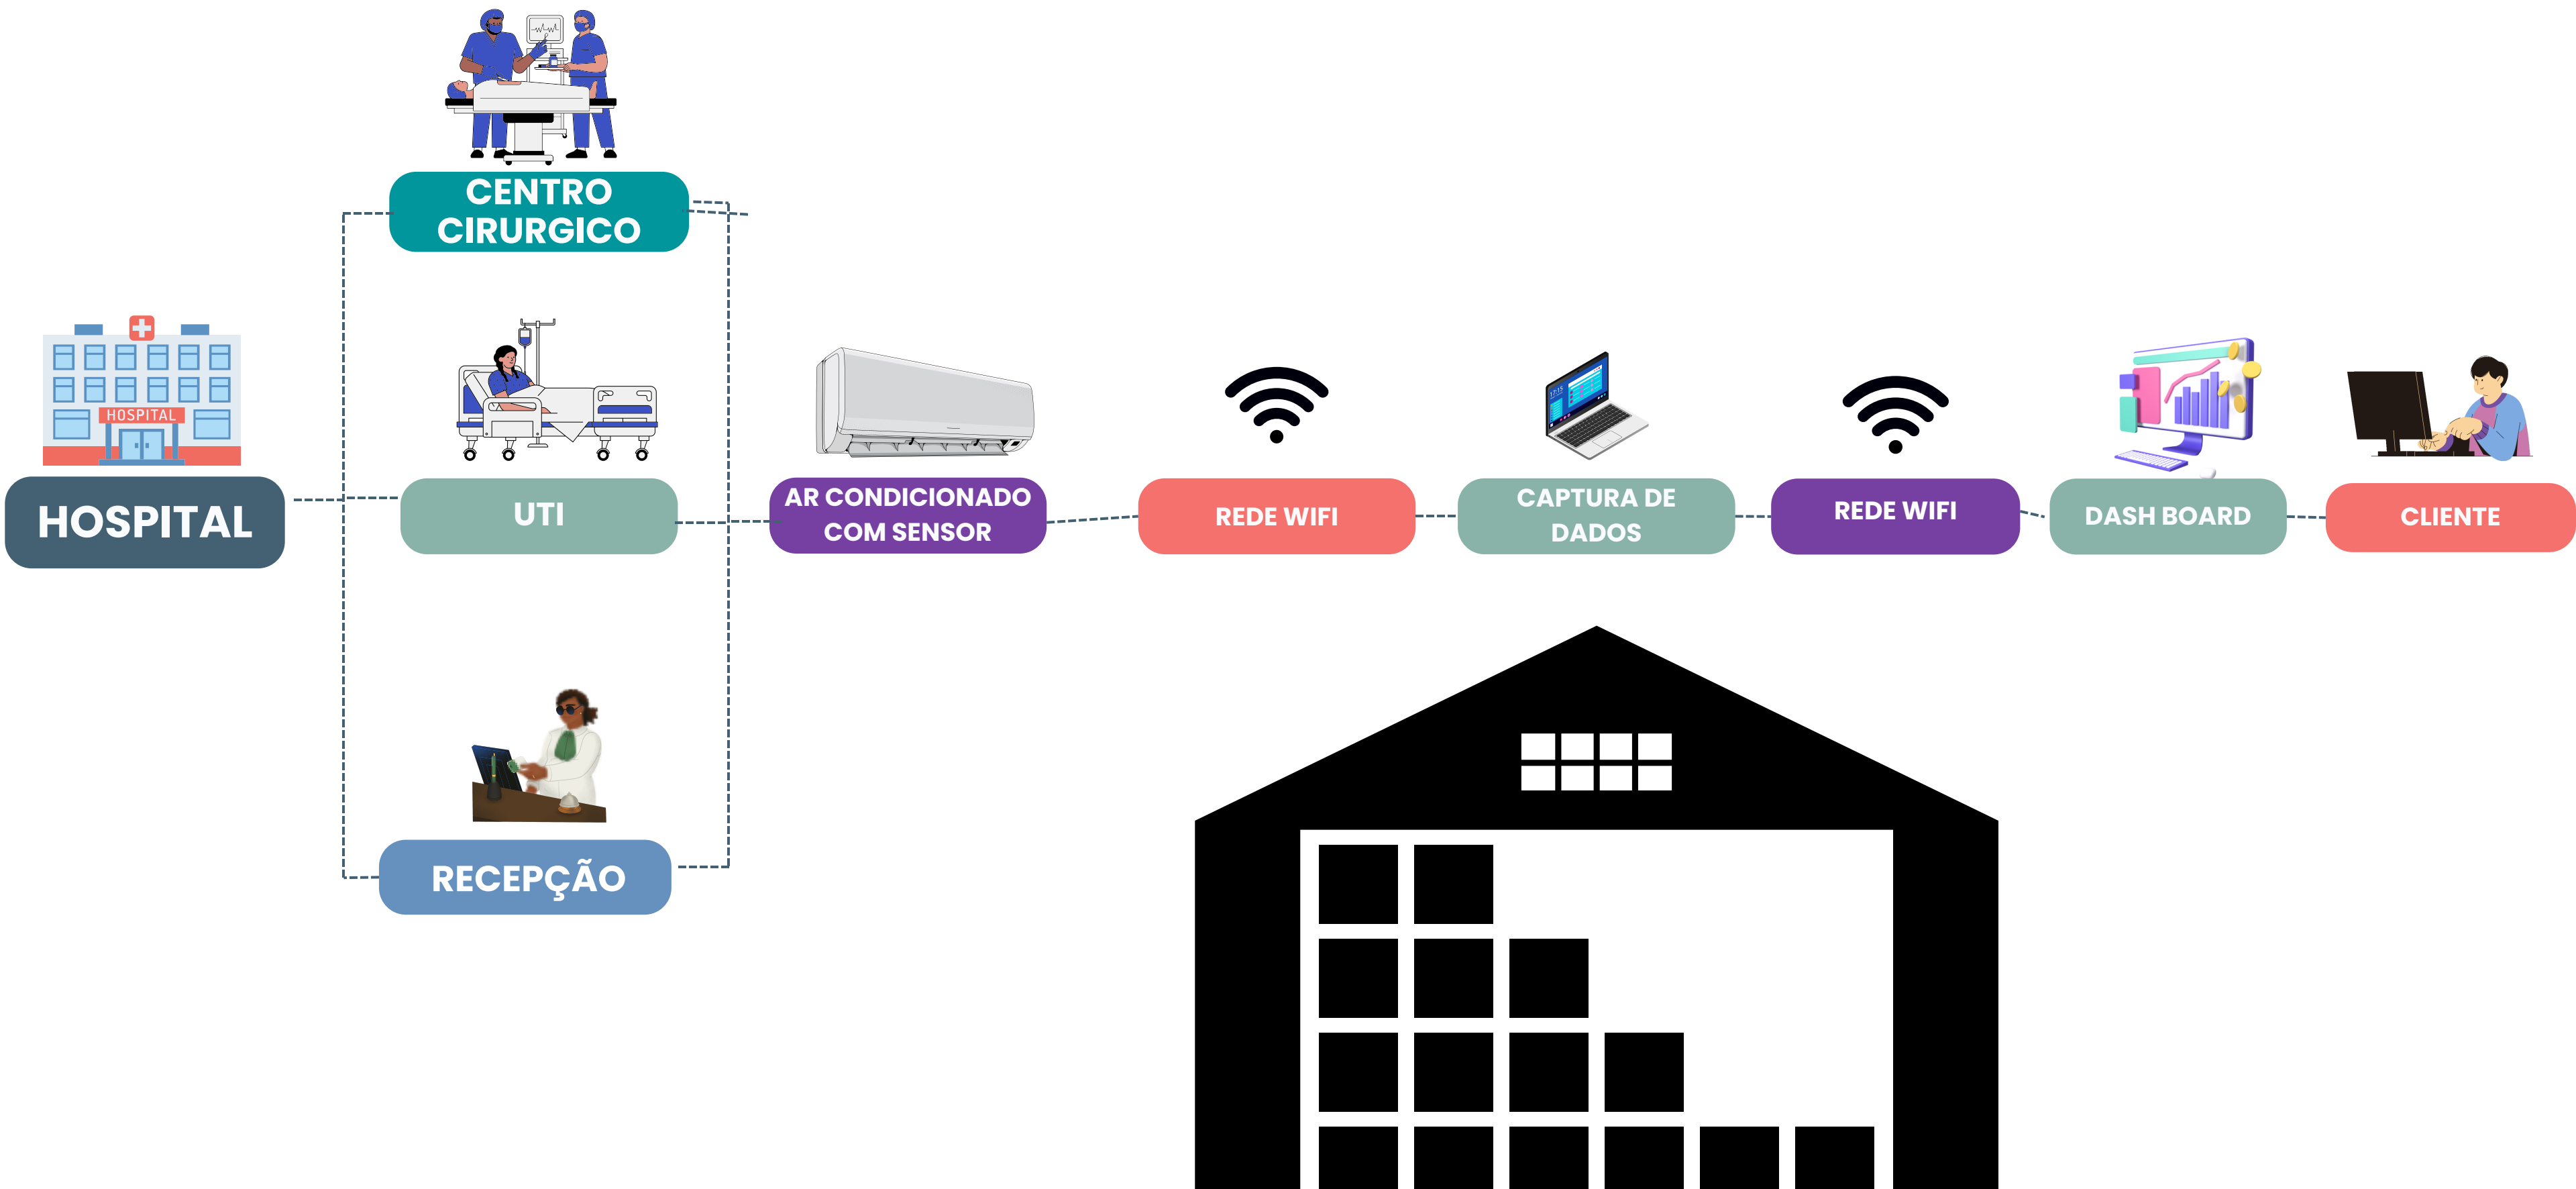 CENTRO
CIRURGICO
HOSPITAL
HOSPITAL
UTI
AR CONDICIONADO
COM SENSOR
REDE WIFI
CAPTURA DE
DADOS
REDE WIFI
DASH BOARD
CLIENTE
RECEPÇÃO